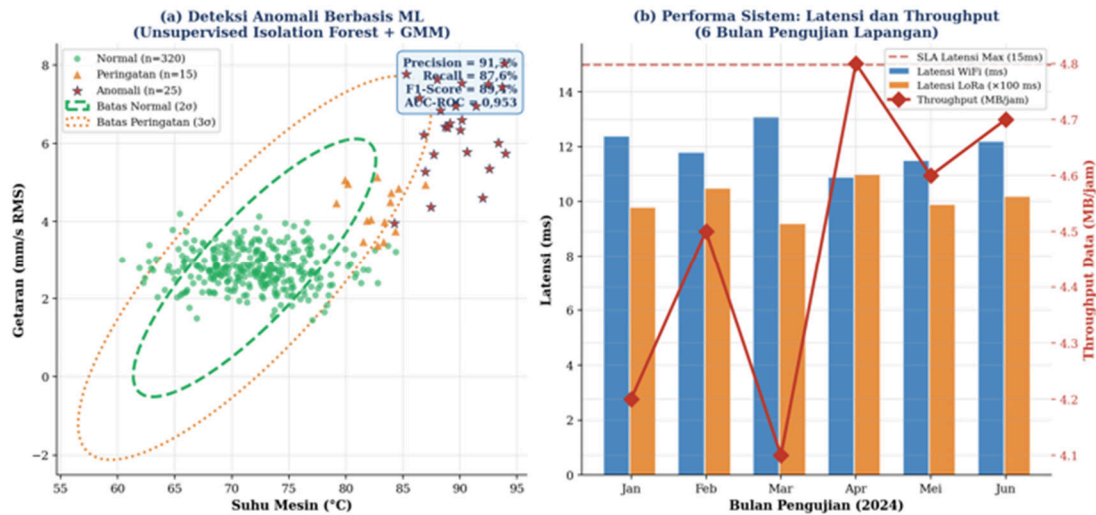 (a) Deteksi Anomali Berbasis ML
(Unsupervised Isolation Forest + GMM)
Normal (n=320)
Peringatan (n=15)
Anomali (n=25)
Batas Normal (2σ)
Batas Peringatan (3σ)
Precision = 91,3%
Recall = 87,6%
F1-Score = 89,4%
AUC-ROC = 0,953
Getaran (mm/s RMS)
8
6
4
2
0
−2
55 60 65 70 75 80 85 90 95
Suhu Mesin (°C)
(b) Performa Sistem: Latensi dan Throughput
(6 Bulan Pengujian Lapangan)
SLA Latensi Max (15ms)
Latensi WiFi (ms)
Latensi LoRa (×100 ms)
Throughput (MB/jam)
Latensi (ms)
14
12
10
8
6
4
2
0
Throughput Data (MB/jam)
4.8
4.7
4.6
4.5
4.4
4.3
4.2
4.1
Jan Feb Mar Apr Mei Jun
Bulan Pengujian (2024)